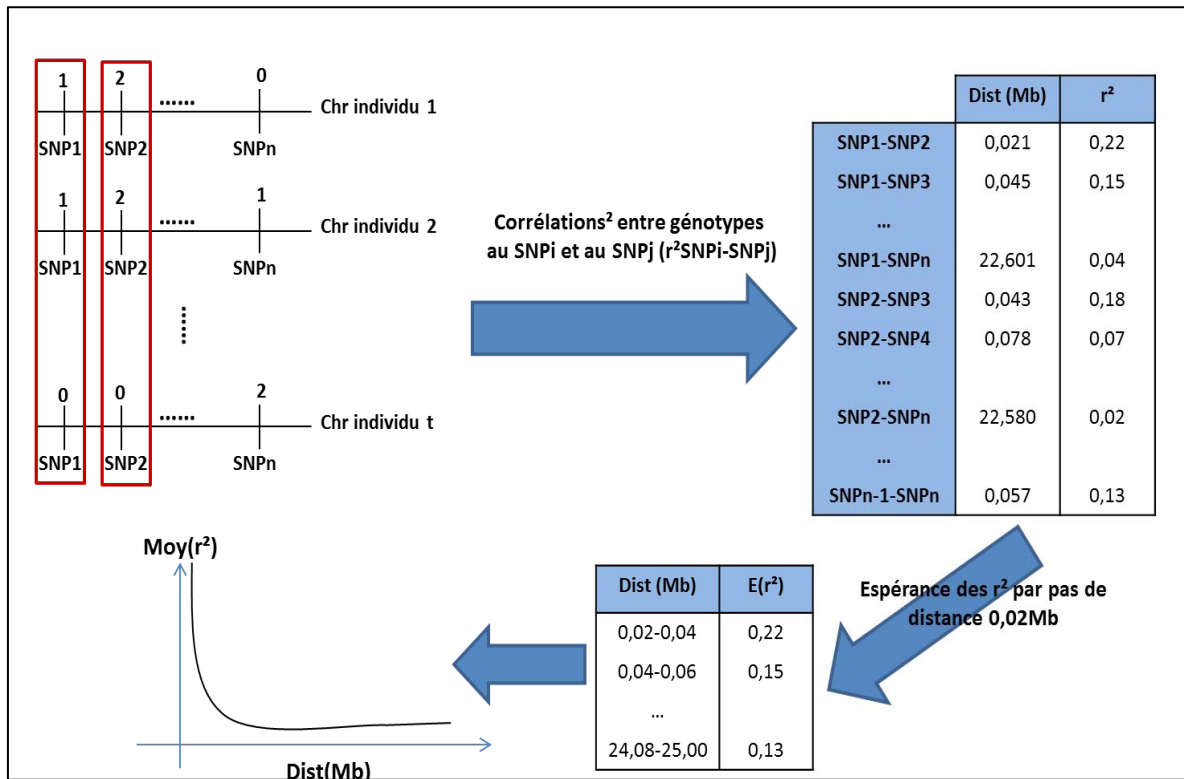 1 2 ...... 0
Chr individu 1
SNP1 SNP2 SNPn
1 2 ...... 1
Chr individu 2
SNP1 SNP2 SNPn
......
0 0 ...... 2
Chr individu t
SNP1 SNP2 SNPn
Corrélations² entre génotypes
au SNPi et au SNPj (r²SNPi-SNPj)
Dist (Mb) r²
SNP1-SNP2 0,021 0,22
SNP1-SNP3 0,045 0,15
...
SNP1-SNPn 22,601 0,04
SNP2-SNP3 0,043 0,18
SNP2-SNP4 0,078 0,07
...
SNP2-SNPn 22,580 0,02
...
SNPn-1-SNPn 0,057 0,13
Espérance des r² par pas de
distance 0,02Mb
Dist (Mb) E(r²)
0,02-0,04 0,22
0,04-0,06 0,15
...
24,08-25,00 0,13
Moy(r²)
Dist(Mb)